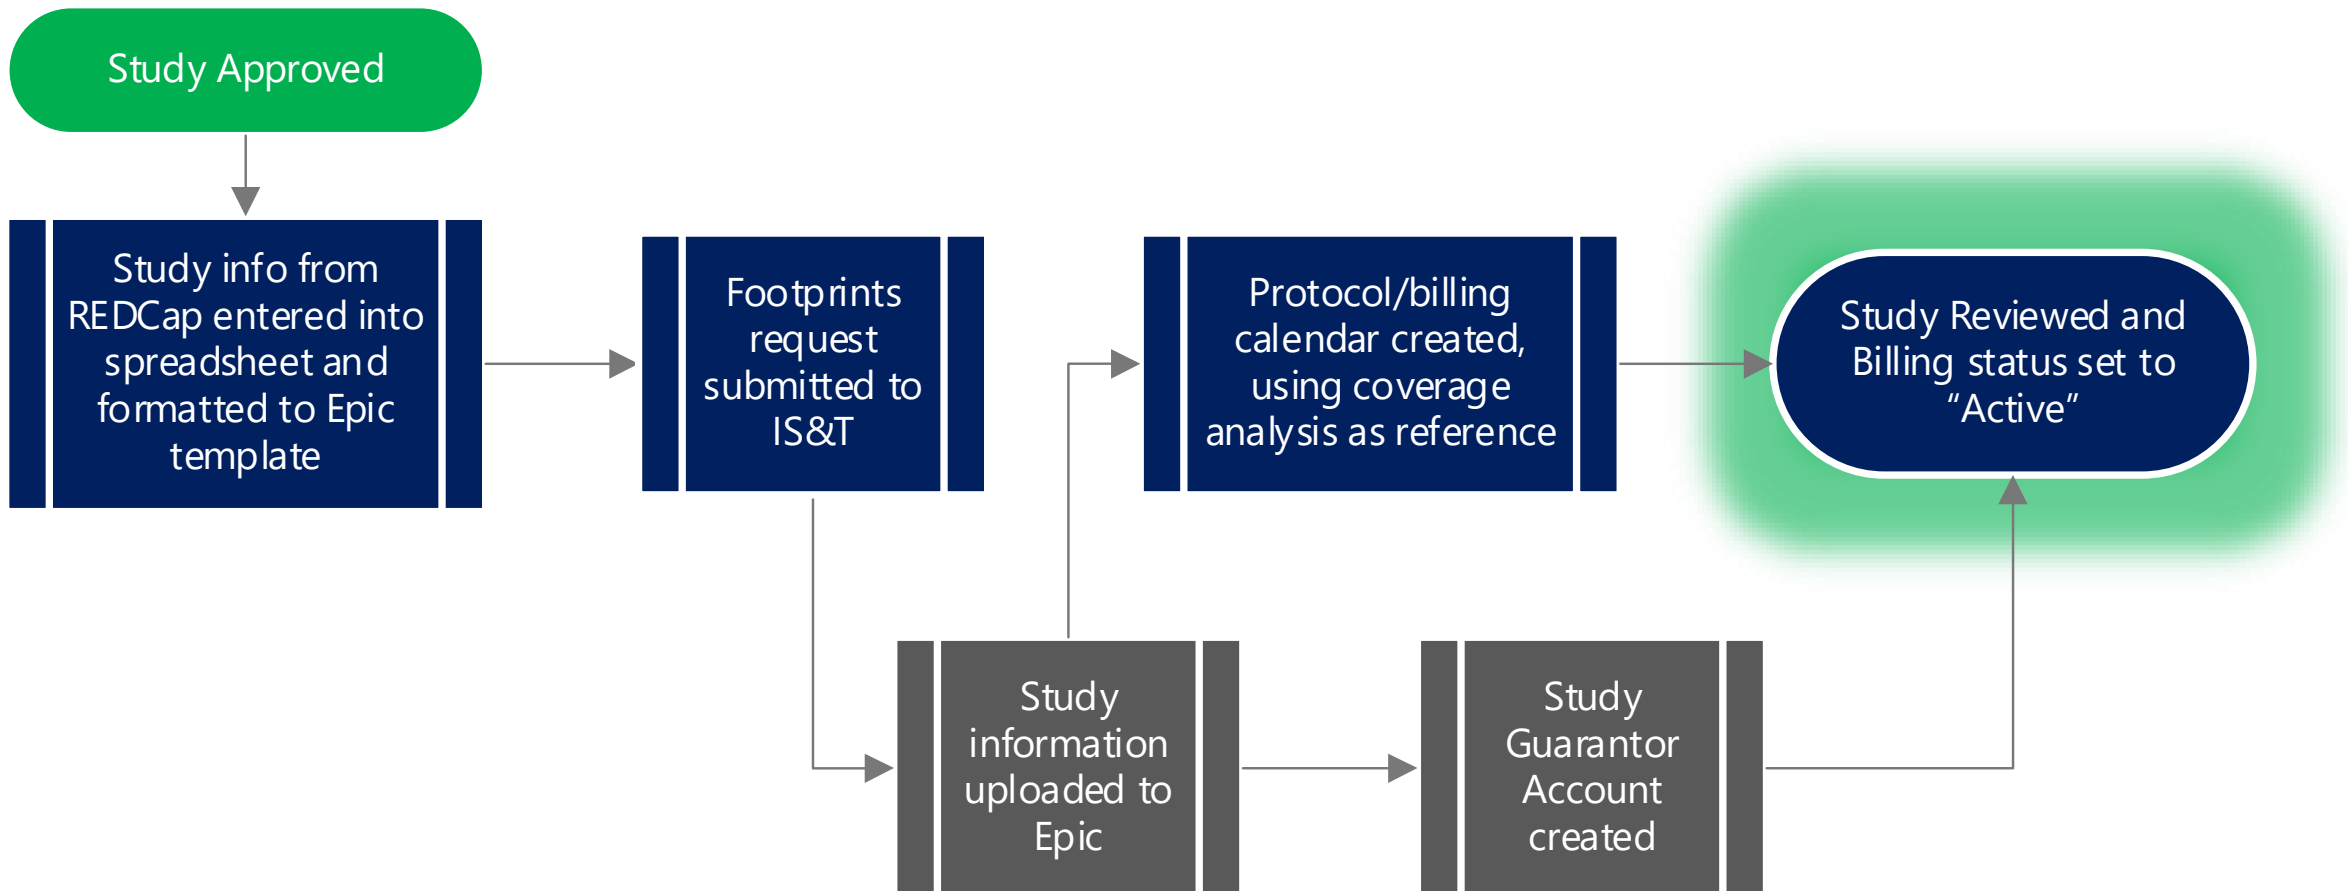 Study Approved
Study info from
REDCap entered into
spreadsheet and
formatted to Epic
template
Footprints
request
submitted to
IS&T
Protocol/billing
calendar created,
using coverage
analysis as reference
Study Reviewed and
Billing status set to
“Active”
Study
information
uploaded to
Epic
Study
Guarantor
Account
created